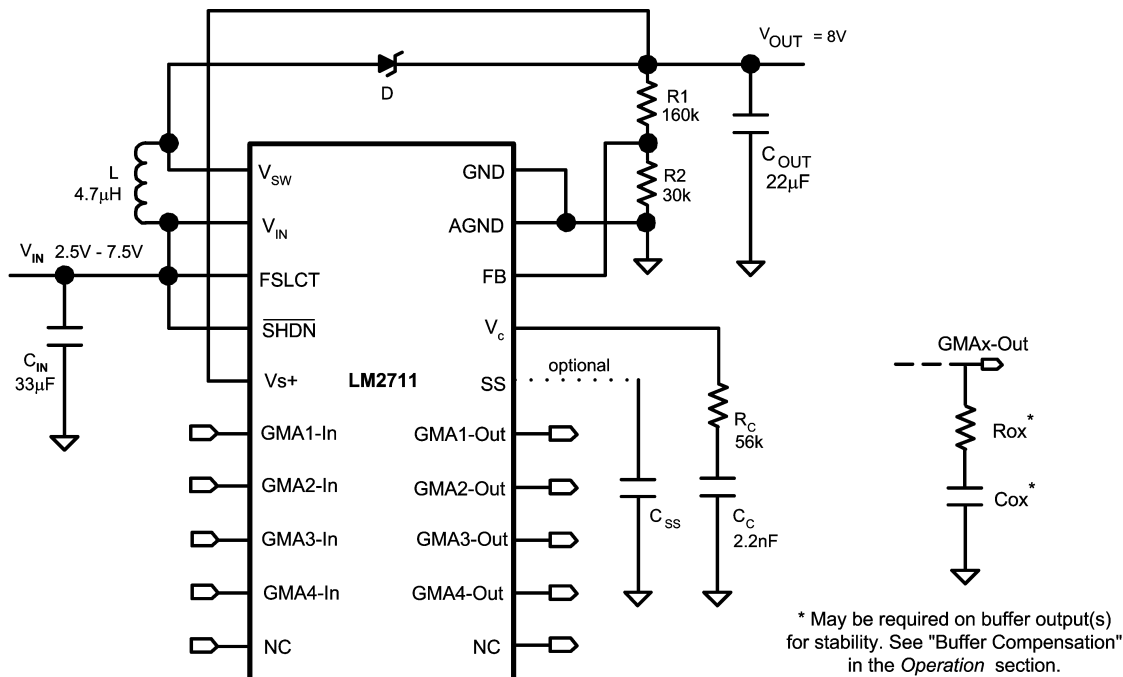 V_OUT = 8V
D
R1
160k
C_OUT
22µF
R2
30k
L
4.7µH
V_SW
GND
V_IN
AGND
V_IN 2.5V - 7.5V
FSLCT
FB
SHDN
V_c
C_IN
33µF
Vs+
LM2711
SS
optional
R_C
56k
GMA1-In
GMA1-Out
GMA2-In
GMA2-Out
C_SS
C_C
2.2nF
GMA3-In
GMA3-Out
GMA4-In
GMA4-Out
NC
NC
GMAx-Out
Rox*
Cox*
* May be required on buffer output(s)
for stability. See "Buffer Compensation"
in the Operation section.